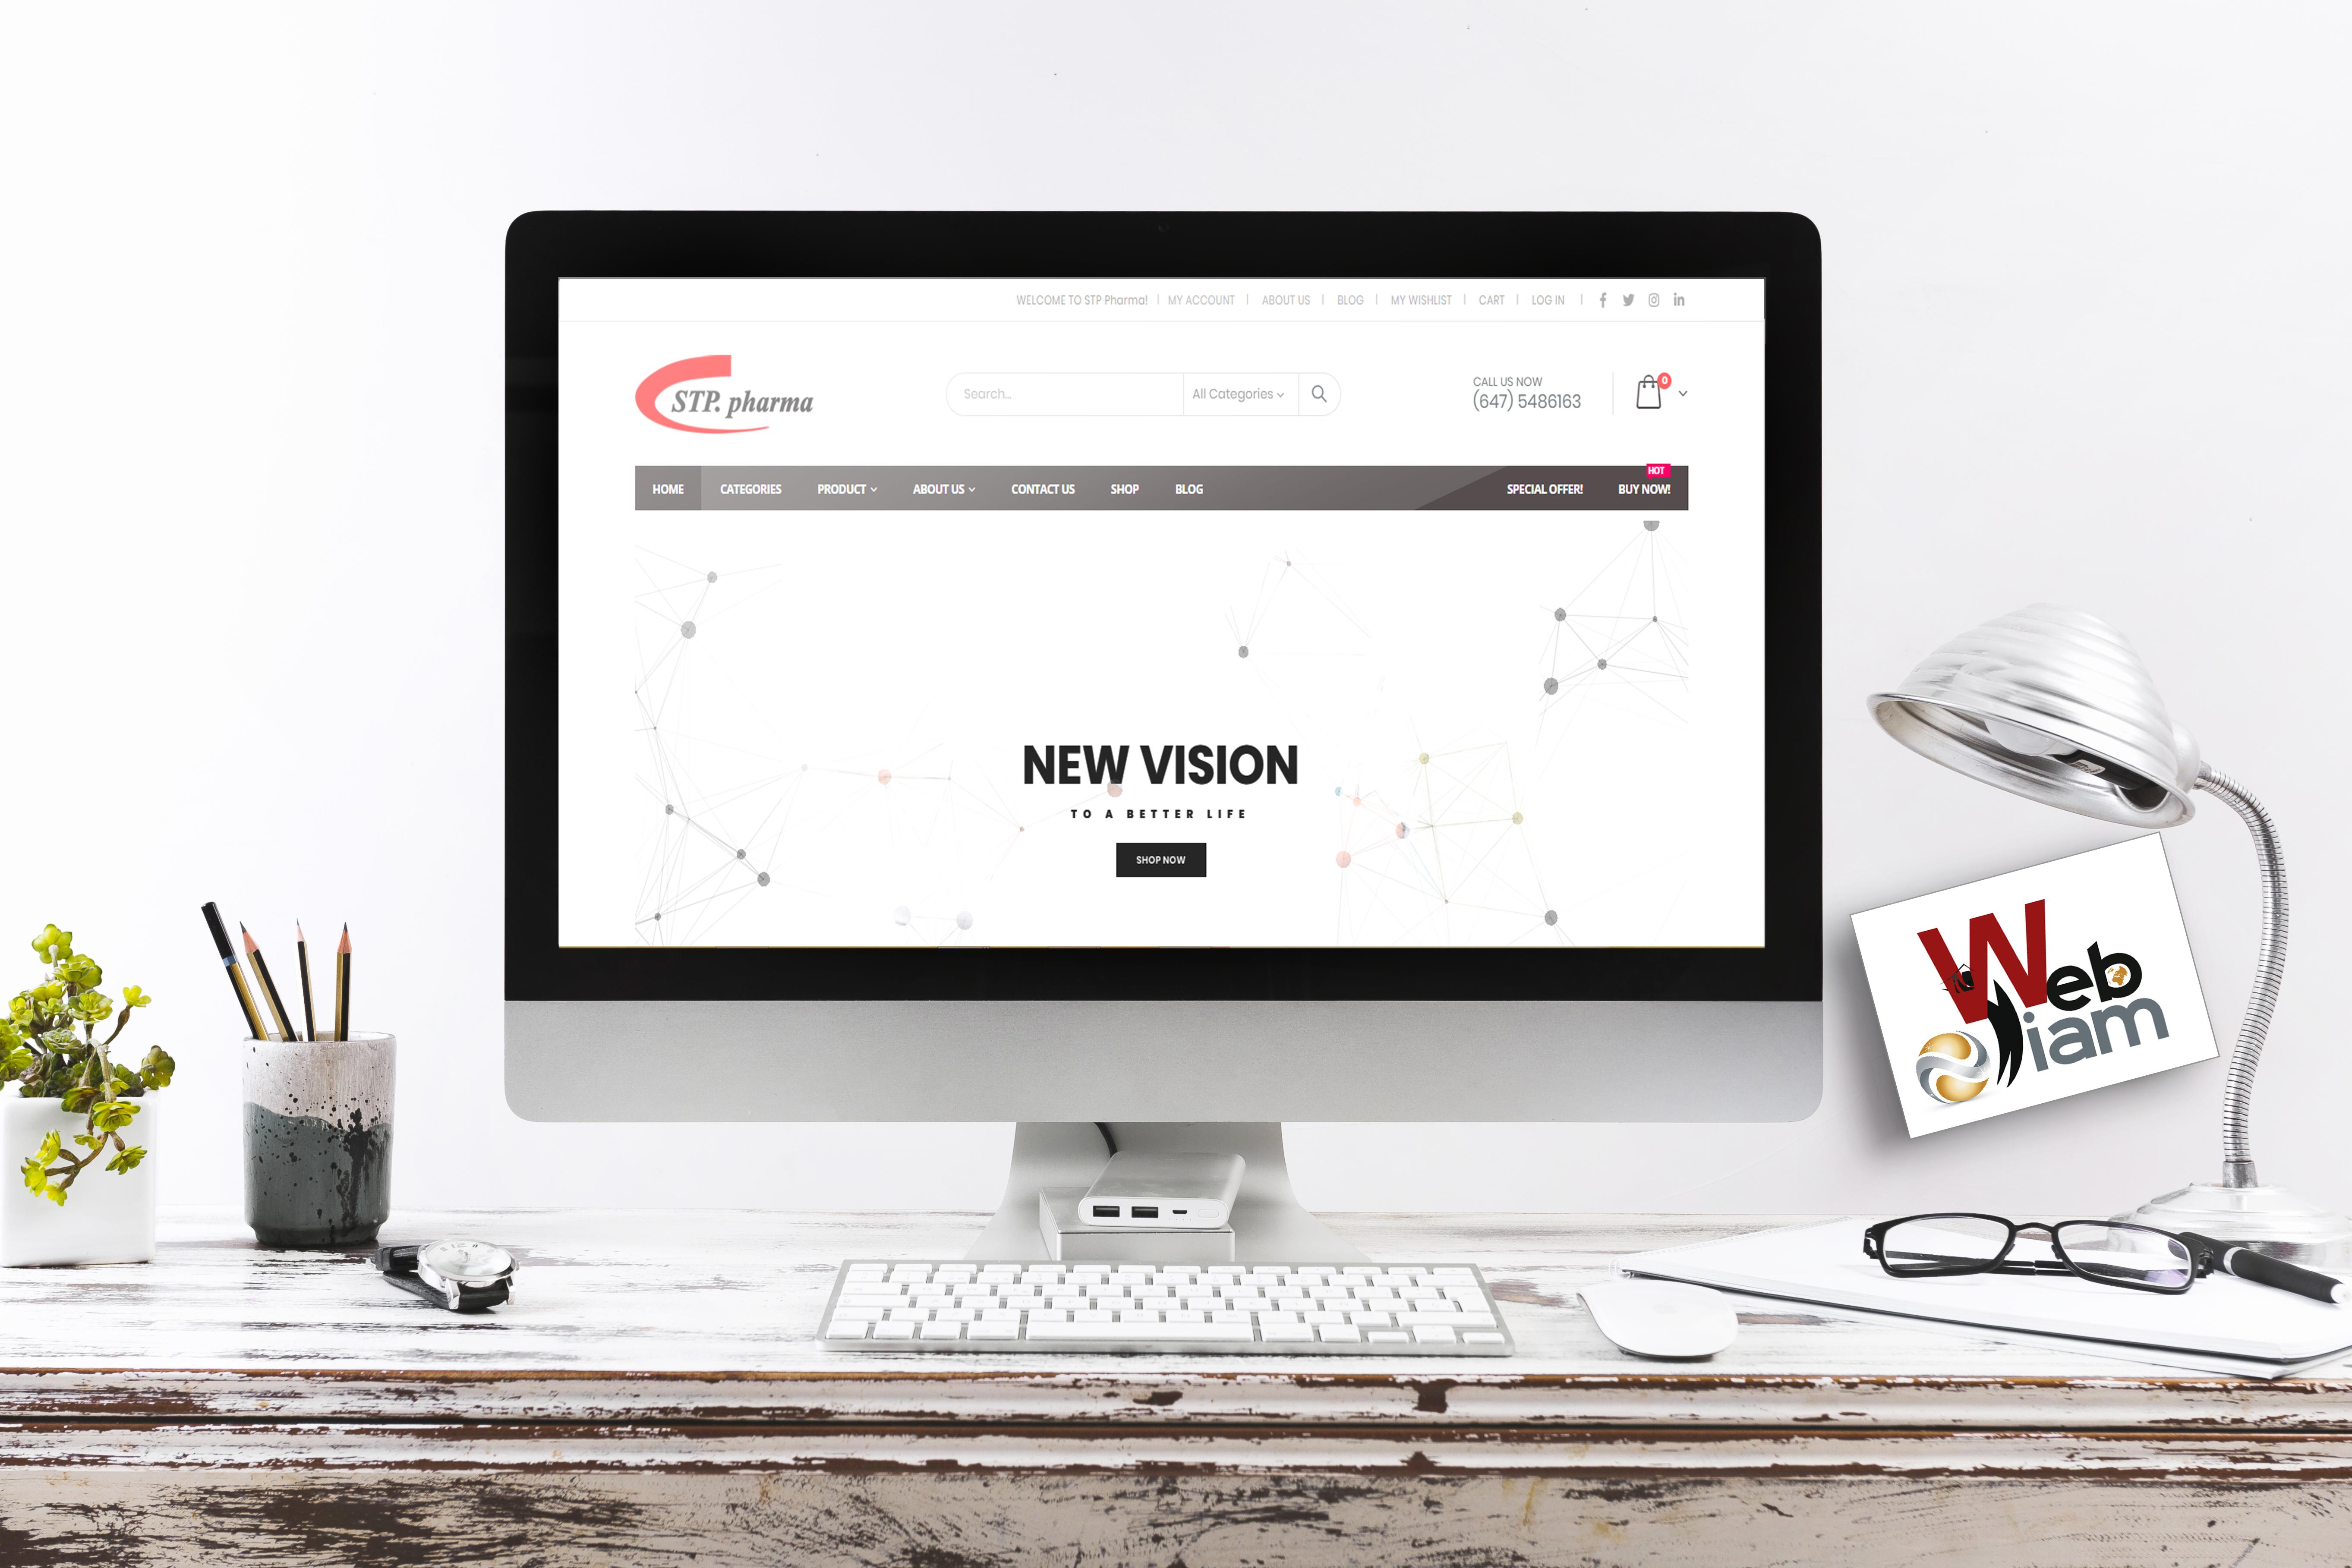 WELCOME TO STP Pharma! | MY ACCOUNT | ABOUT US | BLOG | MY WISHLIST | CART | LOG IN |
STP. pharma
Search...
All Categories
CALL US NOW
(647) 5486163
0
HOT
HOME CATEGORIES PRODUCT ABOUT US CONTACT US SHOP BLOG SPECIAL OFFER! BUY NOW!
NEW VISION
TO A BETTER LIFE
SHOP NOW
Web
iam